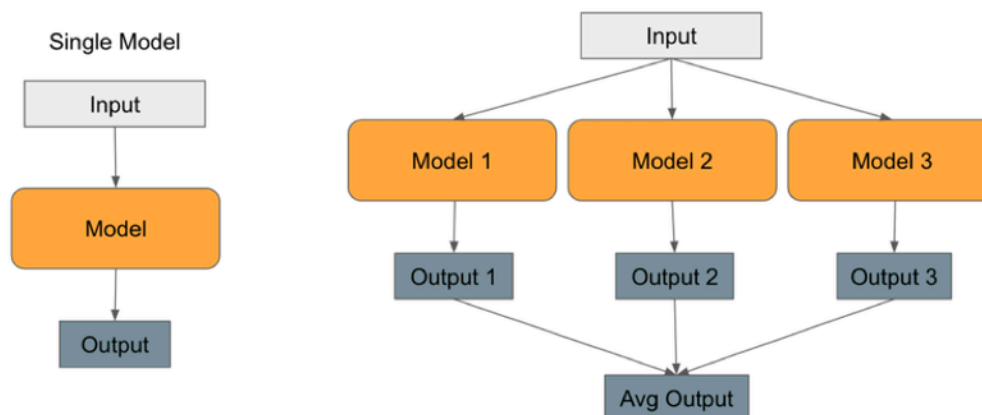 Single Model
Input
Model
Output
Input
Model 1
Model 2
Model 3
Output 1
Output 2
Output 3
Avg Output